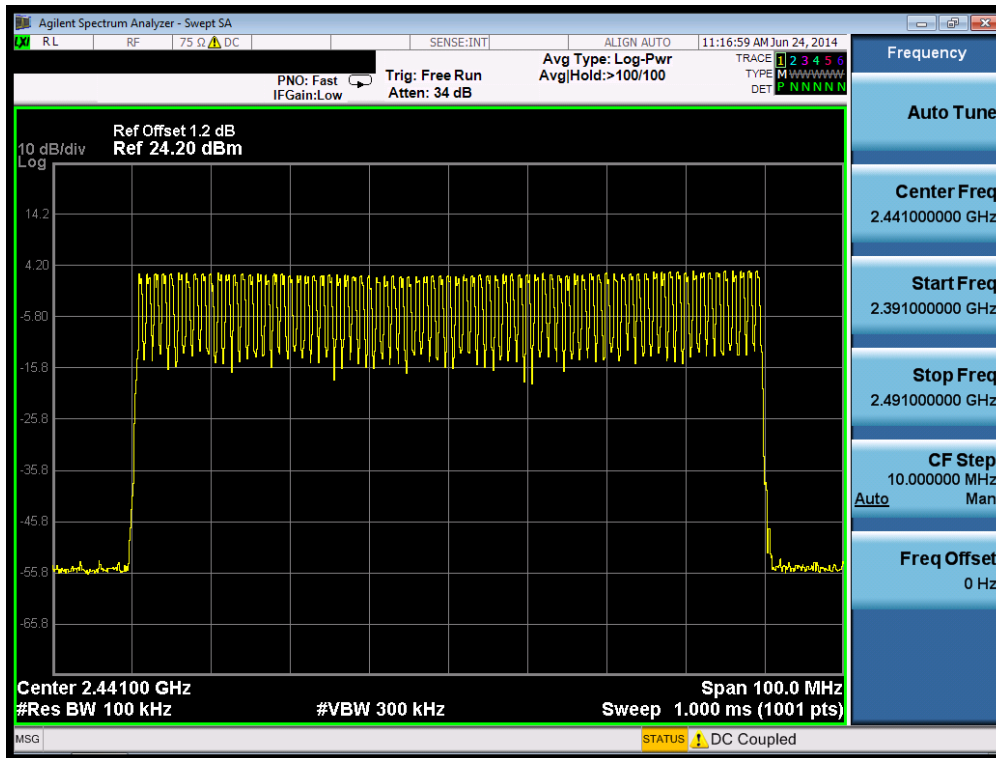 Agilent Spectrum Analyzer - Swept SA
LXI RL RF 75 Ω DC SENSE:INT ALIGN AUTO 11:16:59 AM Jun 24, 2014
PNO: Fast
IFGain:Low
Trig: Free Run
Atten: 34 dB
Avg Type: Log-Pwr
Avg|Hold:>100/100
TRACE 1 2 3 4 5 6
TYPE M WWWWW
DET P N N N N N
Ref Offset 1.2 dB
10 dB/div Ref 24.20 dBm
Log
14.2
4.20
-5.80
-15.8
-25.8
-35.8
-45.8
-55.8
-65.8
Center 2.44100 GHz Span 100.0 MHz
#Res BW 100 kHz #VBW 300 kHz Sweep 1.000 ms (1001 pts)
MSG STATUS DC Coupled
Frequency
Auto Tune
Center Freq
2.441000000 GHz
Start Freq
2.391000000 GHz
Stop Freq
2.491000000 GHz
CF Step
10.000000 MHz
Auto Man
Freq Offset
0 Hz